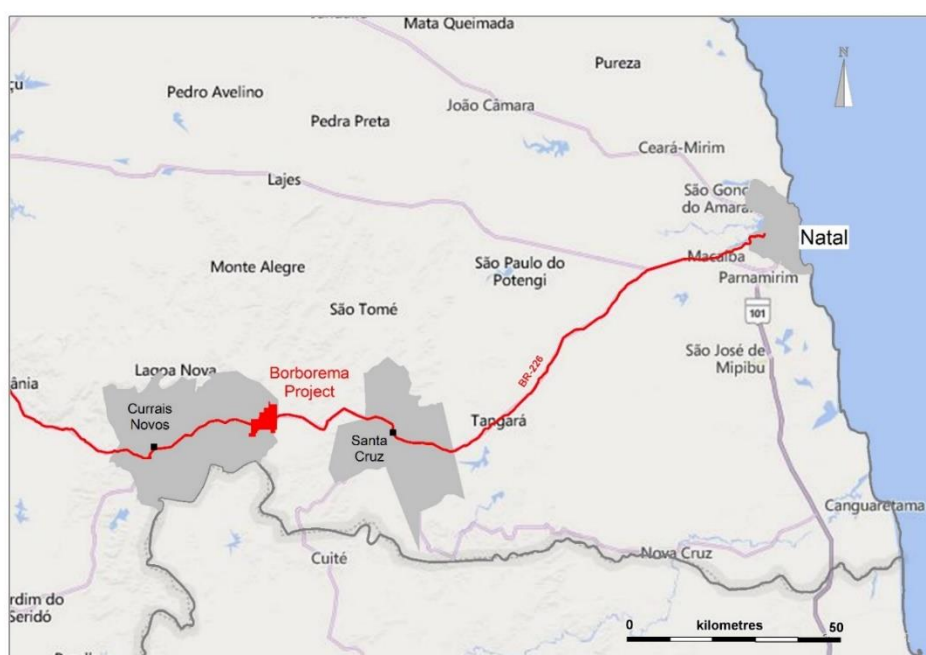 Mata Queimada
Pureza
N
Pedro Avelino
João Câmara
Pedra Preta
Ceará-Mirim
Lajes
São Gonç
do Amara
Natal
Macaíba
Monte Alegre
São Paulo do
Potengi
Parnamirim
São Tomé
101
São José de
Mipibu
BR-226
Lagoa Nova
Borborema
Project
ânia
Currais
Novos
Tangará
Santa
Cruz
Canguaretama
Cuité
Nova Cruz
rdim do
Seridó
0 kilometres 50